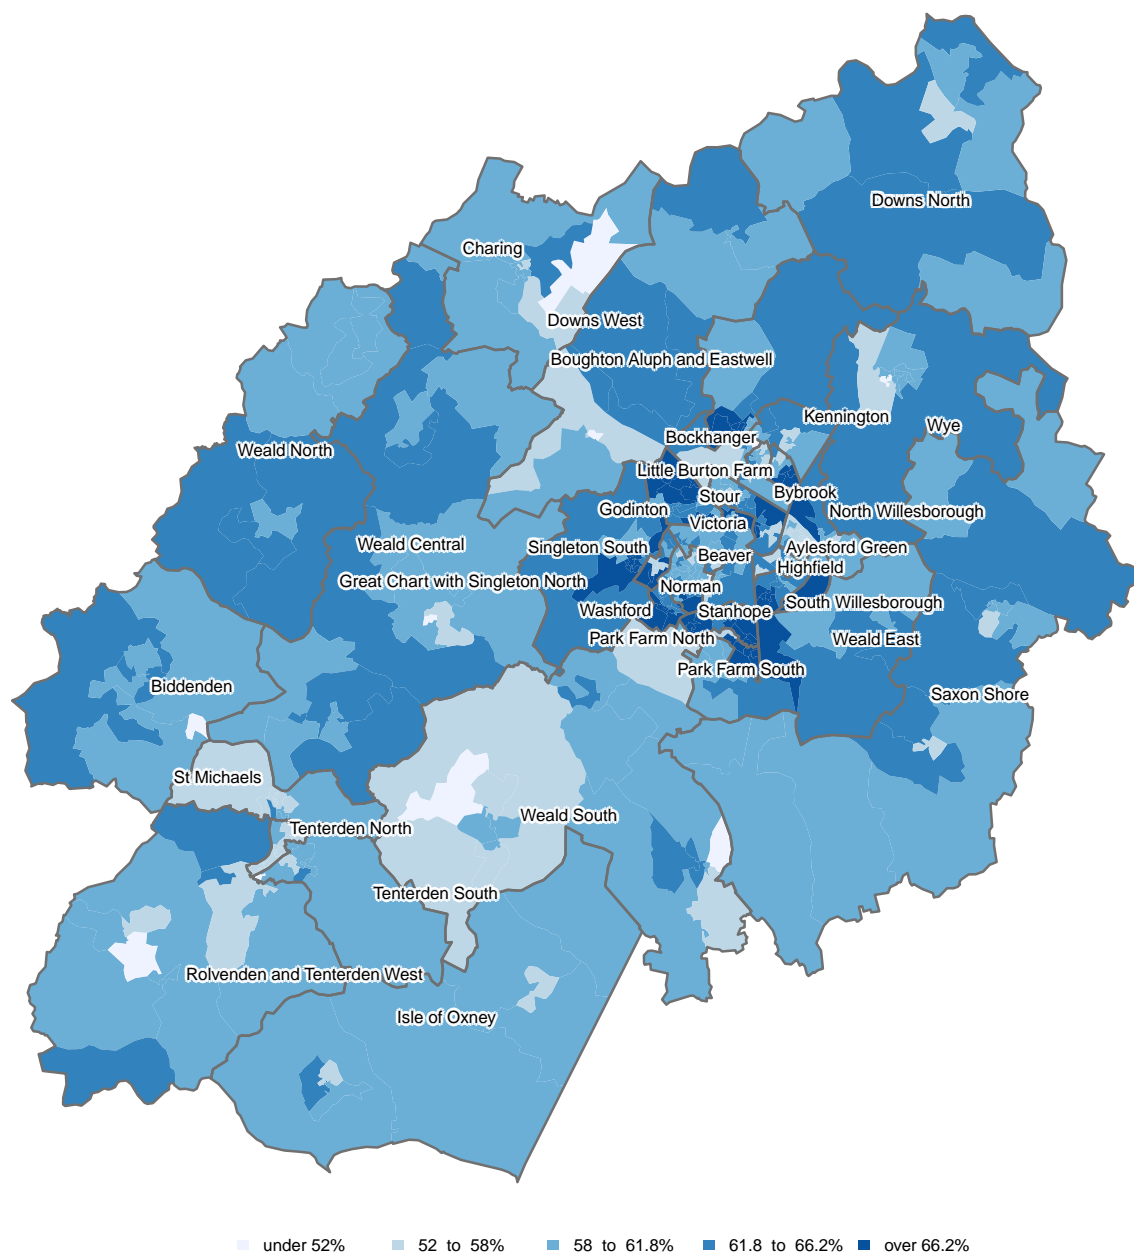 Downs North
Charing
Downs West
Boughton Aluph and Eastwell
Kennington
Wye
Bockhanger
Weald North
Little Burton Farm
Bybrook
Stour
Godinton
North Willesborough
Victoria
Weald Central
Singleton South
Aylesford Green
Beaver
Highfield
Great Chart with Singleton North
Norman
South Willesborough
Washford
Stanhope
Park Farm North
Weald East
Park Farm South
Biddenden
Saxon Shore
St Michaels
Weald South
Tenterden North
Tenterden South
Rolvenden and Tenterden West
Isle of Oxney
under 52% 52 to 58% 58 to 61.8% 61.8 to 66.2% over 66.2%